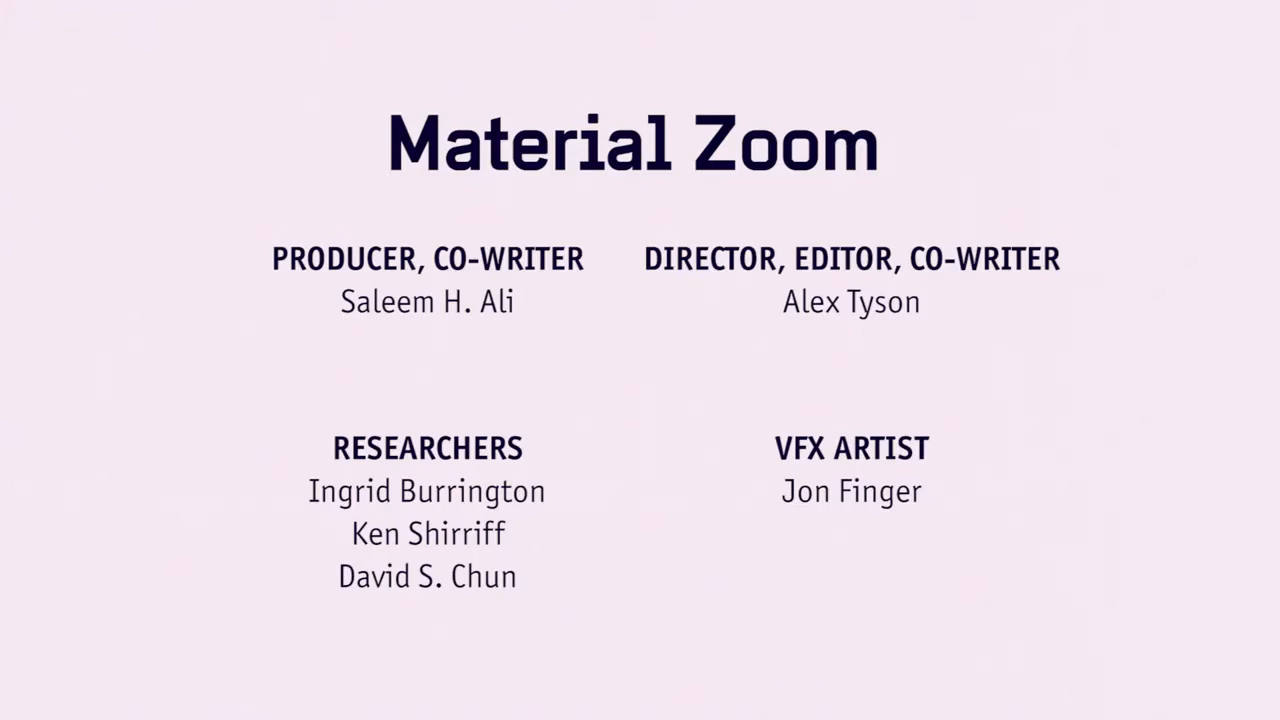 Material Zoom
PRODUCER, CO-WRITER
Saleem H. Ali
DIRECTOR, EDITOR, CO-WRITER
Alex Tyson
RESEARCHERS
Ingrid Burrington
Ken Shirriff
David S. Chun
VFX ARTIST
Jon Finger